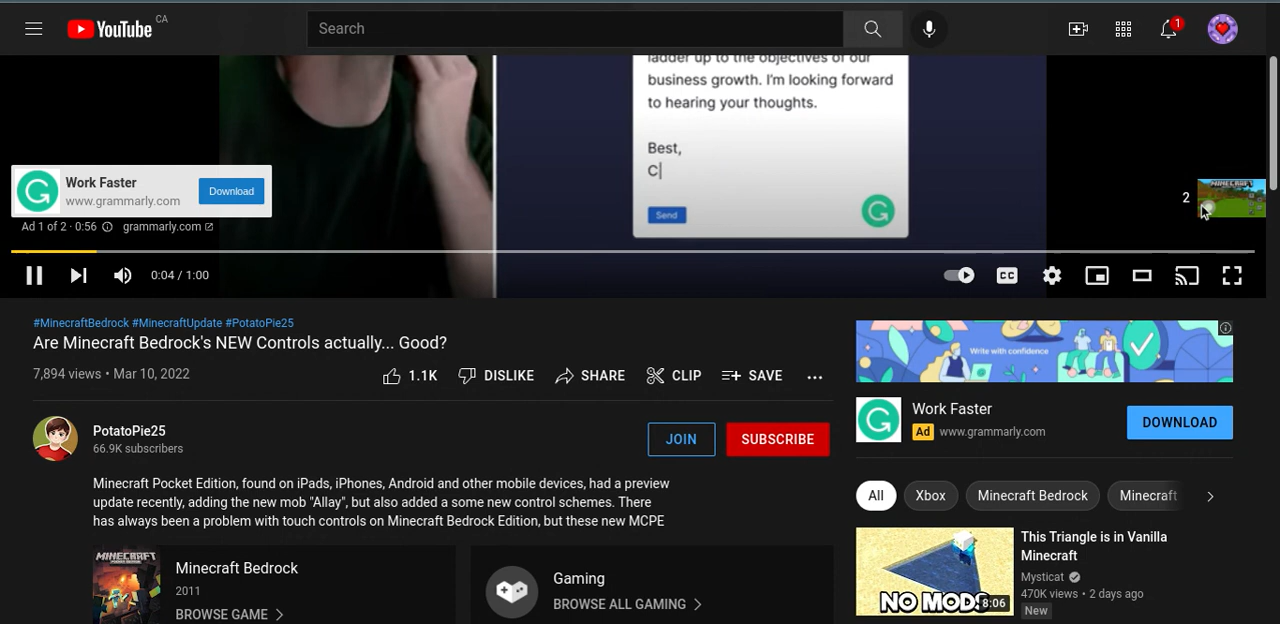 YouTube CA
Search
1
ladder up to the objectives of our
business growth. I'm looking forward
to hearing your thoughts.
Best,
C
Send
Work Faster
www.grammarly.com
Download
Ad 1 of 2 · 0:56 grammarly.com
2
MINECRAFT
0:04 / 1:00
CC
#MinecraftBedrock #MinecraftUpdate #PotatoPie25
Are Minecraft Bedrock's NEW Controls actually... Good?
7,894 views • Mar 10, 2022
1.1K DISLIKE SHARE CLIP SAVE
PotatoPie25
66.9K subscribers
JOIN
SUBSCRIBE
Minecraft Pocket Edition, found on iPads, iPhones, Android and other mobile devices, had a preview
update recently, adding the new mob "Allay", but also added a some new control schemes. There
has always been a problem with touch controls on Minecraft Bedrock Edition, but these new MCPE
MINECRAFT
Minecraft Bedrock
2011
BROWSE GAME
Gaming
BROWSE ALL GAMING
Write with confidence
Work Faster
Ad www.grammarly.com
DOWNLOAD
All Xbox Minecraft Bedrock Minecraft
NO MODS
8:06
This Triangle is in Vanilla
Minecraft
Mysticat
470K views • 2 days ago
New